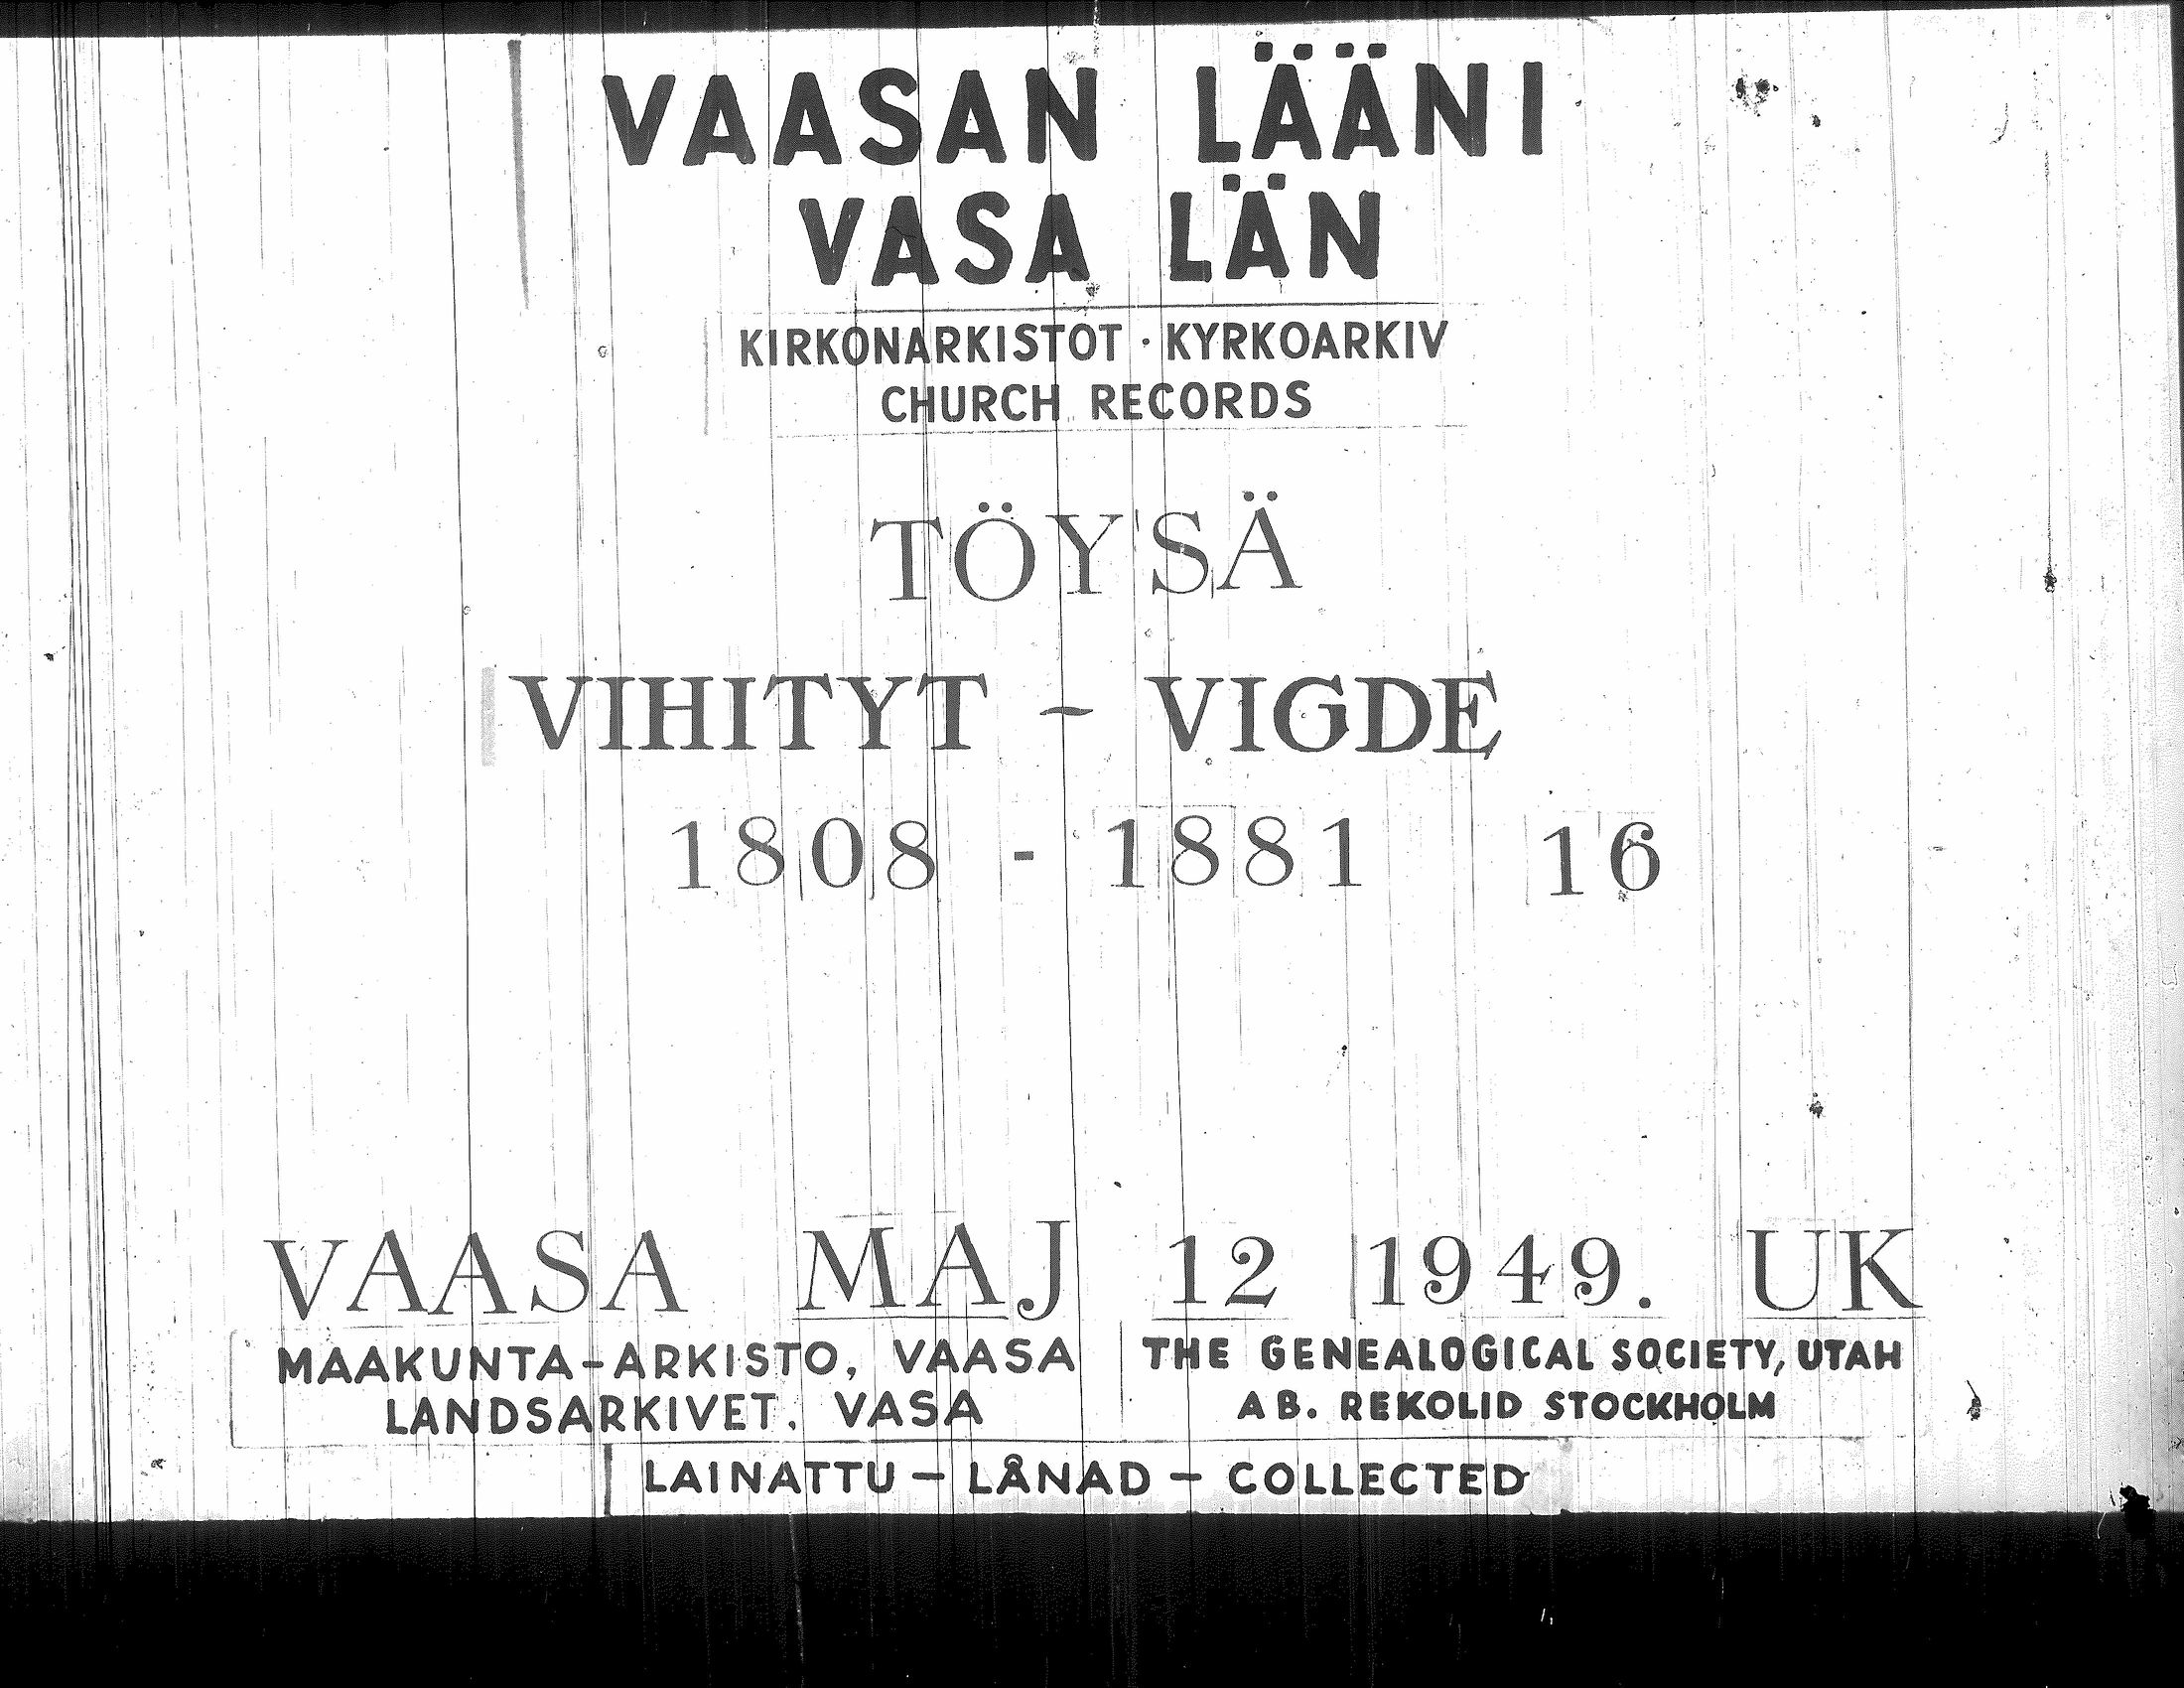 VAASAN LÄÄNI
VASA LÄN
KIRKONARKISTOT · KYRKOARKIV
CHURCH RECORDS
TÖYSÄ
VIHITYT - VIGDE
1808 - 1881 16
VAASA MAJ 12 1949. UK
MAAKUNTA-ARKISTO, VAASA
LANDSARKIVET. VASA
THE GENEALOGICAL SOCIETY, UTAH
AB. REKOLID STOCKHOLM
LAINATTU - LÅNAD - COLLECTED